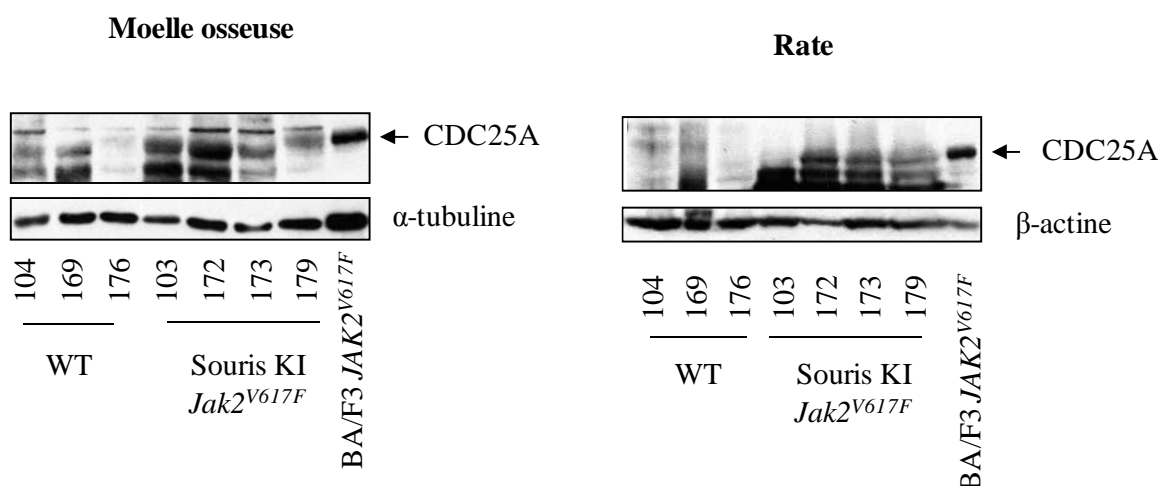 Moelle osseuse
CDC25A
α-tubuline
104 169 176 103 172 173 179 BA/F3 JAK2V617F
WT
Souris KI
Jak2V617F
Rate
CDC25A
β-actine
104 169 176 103 172 173 179 BA/F3 JAK2V617F
WT
Souris KI
Jak2V617F